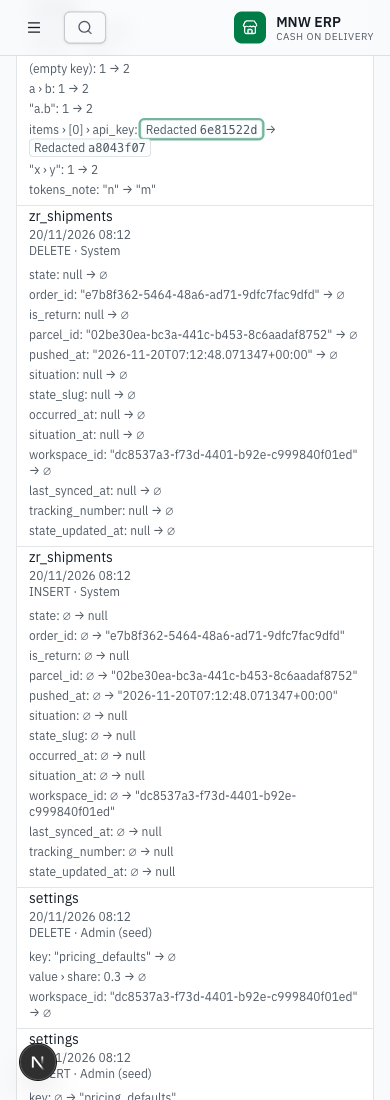 MNW ERP
CASH ON DELIVERY
(empty key): 1 → 2
a › b: 1 → 2
"a.b": 1 → 2
items › [0] › api_key: Redacted 6e81522d →
Redacted a8043f07
"x › y": 1 → 2
tokens_note: "n" → "m"
zr_shipments
20/11/2026 08:12
DELETE · System
state: null → ∅
order_id: "e7b8f362-5464-48a6-ad71-9dfc7fac9dfd" → ∅
is_return: null → ∅
parcel_id: "02be30ea-bc3a-441c-b453-8c6aadaf8752" → ∅
pushed_at: "2026-11-20T07:12:48.071347+00:00" → ∅
situation: null → ∅
state_slug: null → ∅
occurred_at: null → ∅
situation_at: null → ∅
workspace_id: "dc8537a3-f73d-4401-b92e-c999840f01ed"
→ ∅
last_synced_at: null → ∅
tracking_number: null → ∅
state_updated_at: null → ∅
zr_shipments
20/11/2026 08:12
INSERT · System
state: ∅ → null
order_id: ∅ → "e7b8f362-5464-48a6-ad71-9dfc7fac9dfd"
is_return: ∅ → null
parcel_id: ∅ → "02be30ea-bc3a-441c-b453-8c6aadaf8752"
pushed_at: ∅ → "2026-11-20T07:12:48.071347+00:00"
situation: ∅ → null
state_slug: ∅ → null
occurred_at: ∅ → null
situation_at: ∅ → null
workspace_id: ∅ → "dc8537a3-f73d-4401-b92e-
c999840f01ed"
last_synced_at: ∅ → null
tracking_number: ∅ → null
state_updated_at: ∅ → null
settings
20/11/2026 08:12
DELETE · Admin (seed)
key: "pricing_defaults" → ∅
value › share: 0.3 → ∅
workspace_id: "dc8537a3-f73d-4401-b92e-c999840f01ed"
→ ∅
settings
1/2026 08:12
ERT · Admin (seed)
N
key: ∅ → "pricing_defaults"